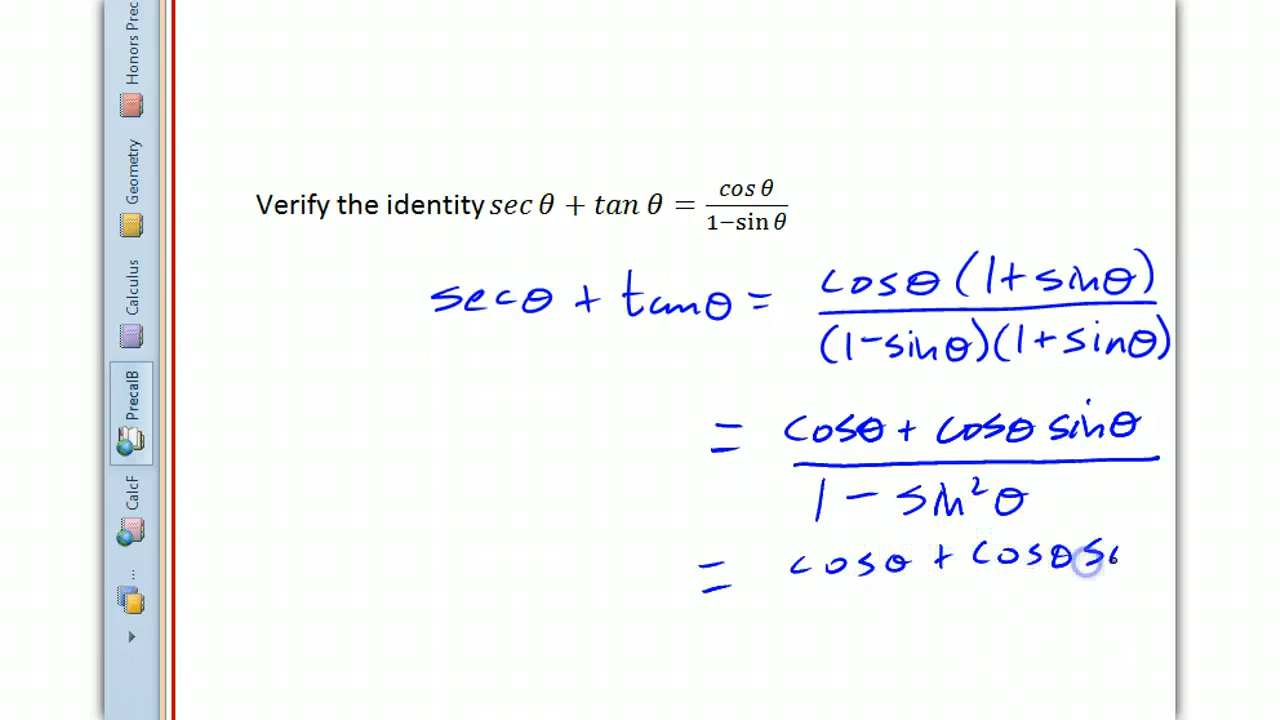 Honors Prec
Geometry
Calculus
PrecalB
CalcF
...
Verify the identity sec θ + tan θ = cos θ / 1−sin θ
secθ + tanθ = cosθ (1+sinθ) / (1-sinθ)(1+sinθ)
= cosθ + cosθ sinθ / 1 - sin²θ
= cosθ + cosθ s